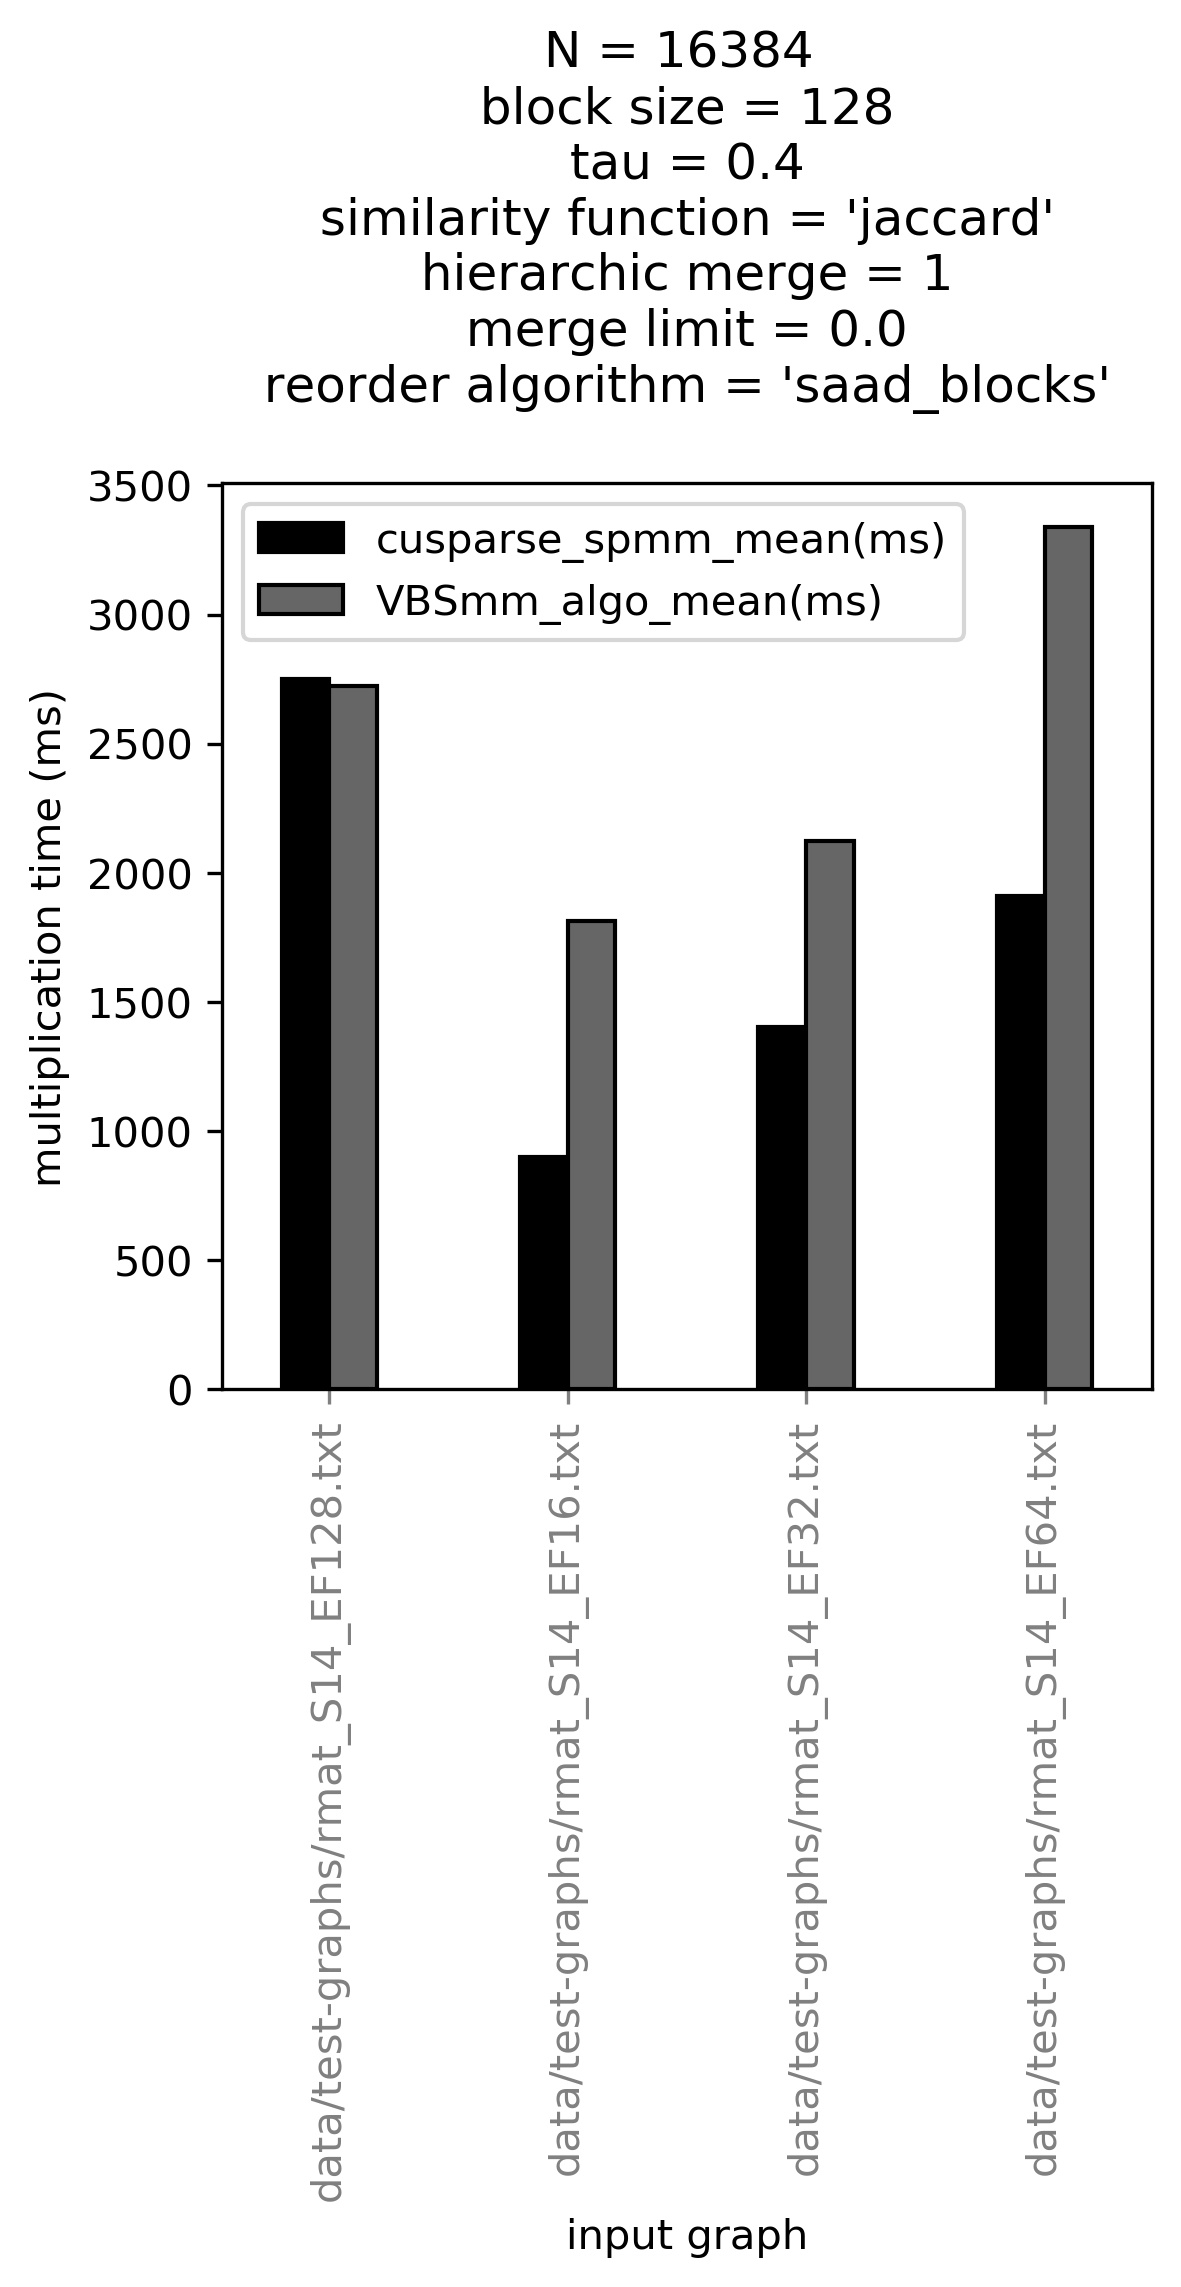 N = 16384
block size = 128
tau = 0.4
similarity function = 'jaccard'
hierarchic merge = 1
merge limit = 0.0
reorder algorithm = 'saad_blocks'
cusparse_spmm_mean(ms)
VBSmm_algo_mean(ms)
multiplication time (ms)
3500
3000
2500
2000
1500
1000
500
0
data/test-graphs/rmat_S14_EF128.txt
data/test-graphs/rmat_S14_EF16.txt
data/test-graphs/rmat_S14_EF32.txt
data/test-graphs/rmat_S14_EF64.txt
input graph